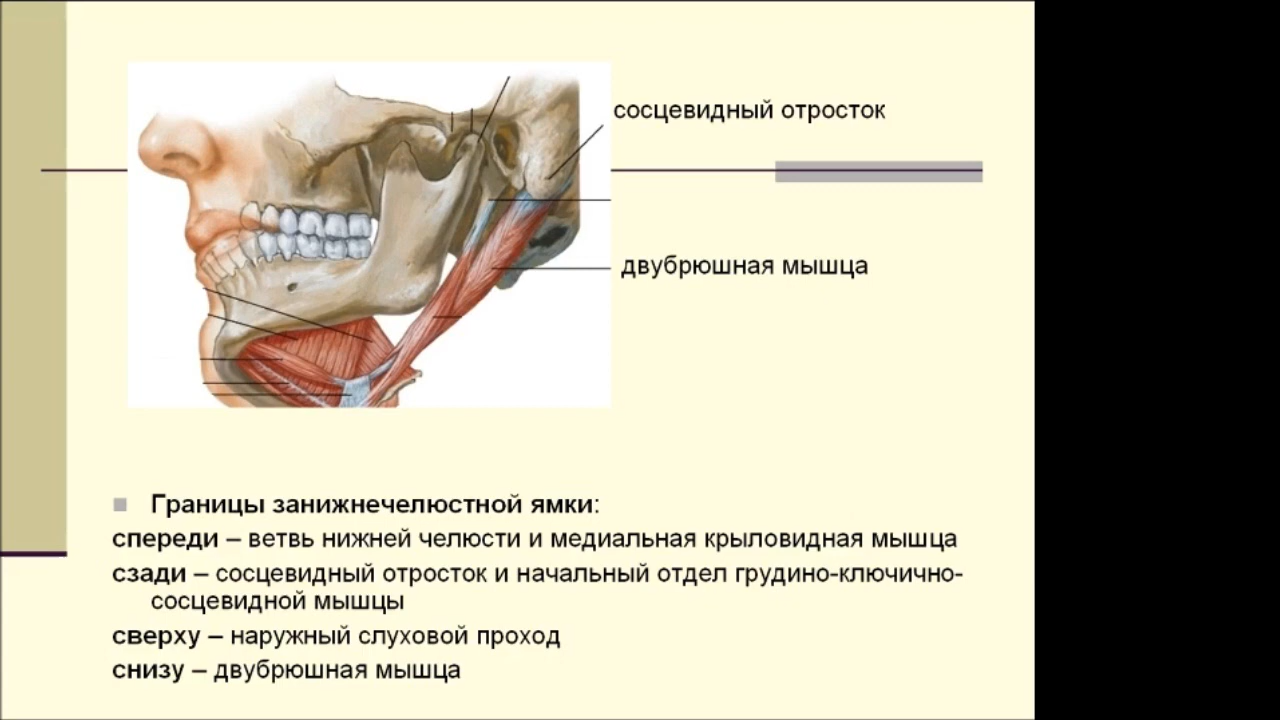 сосцевидный отросток
двубрюшная мышца
Границы занижнечелюстной ямки:
спереди – ветвь нижней челюсти и медиальная крыловидная мышца
сзади – сосцевидный отросток и начальный отдел грудино-ключично-
сосцевидной мышцы
сверху – наружный слуховой проход
снизу – двубрюшная мышца